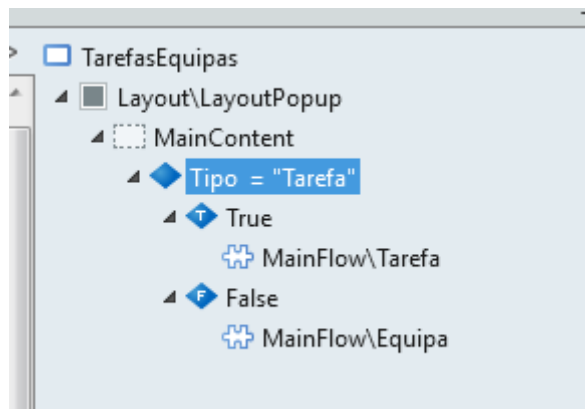 TarefasEquipas
Layout\LayoutPopup
MainContent
Tipo = "Tarefa"
T True
MainFlow\Tarefa
F False
MainFlow\Equipa